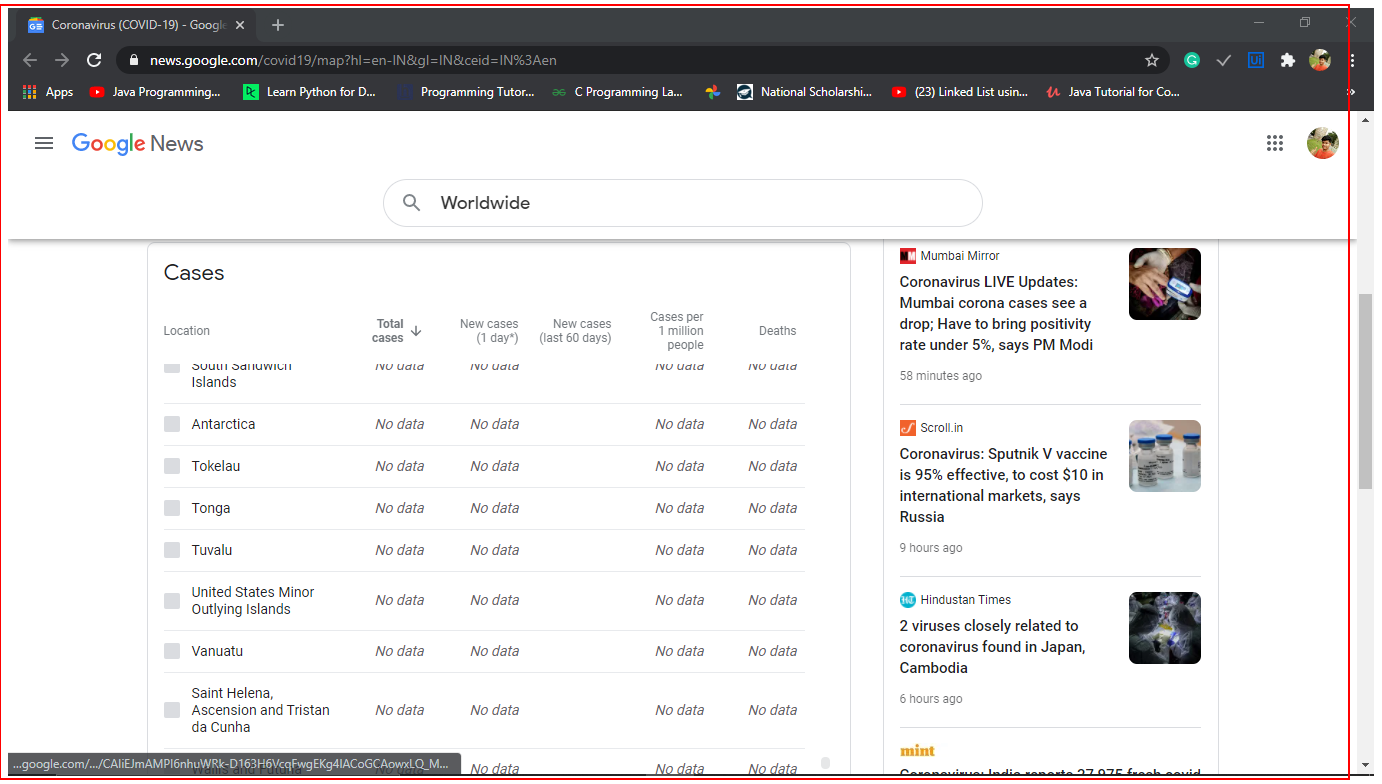 Coronavirus (COVID-19) - Google
news.google.com/covid19/map?hl=en-IN&gl=IN&ceid=IN%3Aen
Apps Java Programming... Learn Python for D... Programming Tutor... C Programming La... National Scholarshi... (23) Linked List usin... Java Tutorial for Co... »
Google News
Worldwide
Cases
Location
Total cases
New cases (1 day*)
New cases (last 60 days)
Cases per 1 million people
Deaths
South Sandwich
Islands No data No data No data No data
Antarctica No data No data No data No data
Tokelau No data No data No data No data
Tonga No data No data No data No data
Tuvalu No data No data No data No data
United States Minor
Outlying Islands No data No data No data No data
Vanuatu No data No data No data No data
Saint Helena,
Ascension and Tristan
da Cunha No data No data No data No data
Wallis and Futuna No data No data No data No data
Mumbai Mirror
Coronavirus LIVE Updates:
Mumbai corona cases see a
drop; Have to bring positivity
rate under 5%, says PM Modi
58 minutes ago
Scroll.in
Coronavirus: Sputnik V vaccine
is 95% effective, to cost $10 in
international markets, says
Russia
9 hours ago
HT Hindustan Times
2 viruses closely related to
coronavirus found in Japan,
Cambodia
6 hours ago
mint
Coronavirus: India reports 37,975 fresh covid
...google.com/.../CAIiEJmAMPI6nhuWRk-D163H6VcqFwgEKg4IACoGCAowxLQ_M...